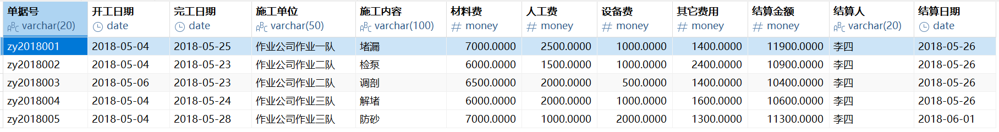 单据号 开工日期 完工日期 施工单位 施工内容 材料费 人工费 设备费 其它费用 结算金额 结算人 结算日期
ABC varchar(20) date date ABC varchar(50) ABC varchar(100) # money # money # money # money # money ABC varchar(20) date
zy2018001 2018-05-04 2018-05-25 作业公司作业一队 堵漏 7000.0000 2500.0000 1000.0000 1400.0000 11900.0000 李四 2018-05-26
zy2018002 2018-05-04 2018-05-23 作业公司作业二队 检泵 6000.0000 1500.0000 1000.0000 2400.0000 10900.0000 李四 2018-05-26
zy2018003 2018-05-06 2018-05-23 作业公司作业二队 调剖 6500.0000 2000.0000 500.0000 1400.0000 10400.0000 李四 2018-05-26
zy2018004 2018-05-04 2018-05-24 作业公司作业三队 解堵 6000.0000 2000.0000 1000.0000 1600.0000 10600.0000 李四 2018-05-26
zy2018005 2018-05-04 2018-05-28 作业公司作业三队 防砂 7000.0000 1000.0000 2000.0000 1300.0000 11300.0000 李四 2018-06-01